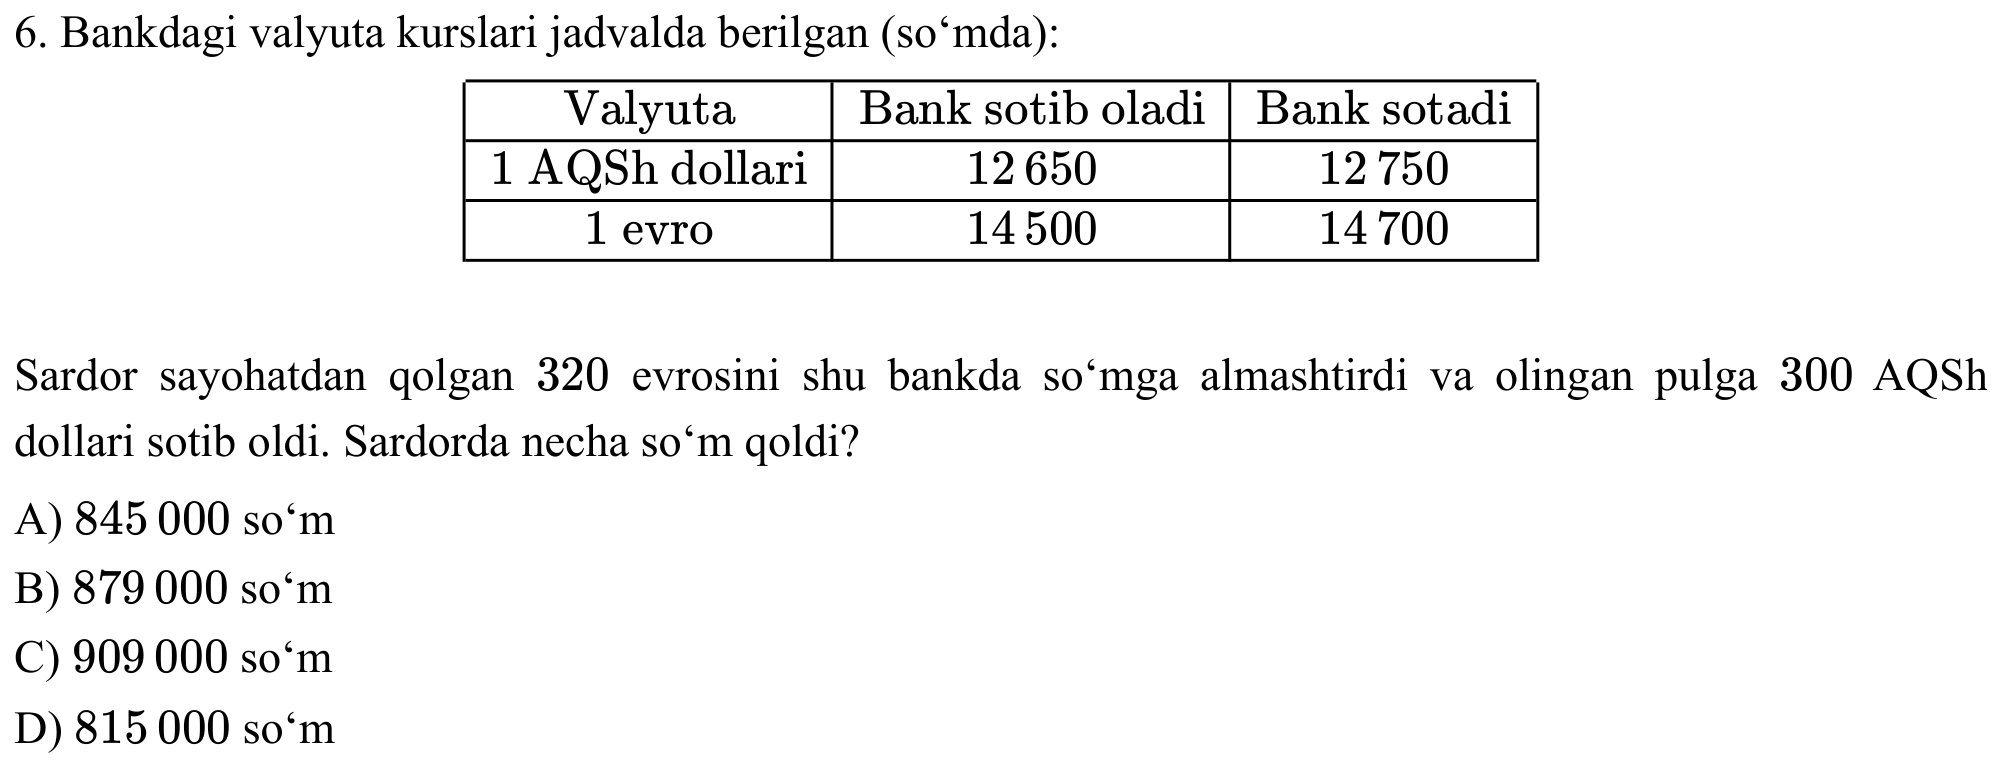 6. Bankdagi valyuta kurslari jadvalda berilgan (so‘mda):
Valyuta Bank sotib oladi Bank sotadi
1 AQSh dollari 12 650 12 750
1 evro 14 500 14 700
Sardor sayohatdan qolgan 320 evrosini shu bankda so‘mga almashtirdi va olingan pulga 300 AQSh
dollari sotib oldi. Sardorda necha so‘m qoldi?
A) 845 000 so‘m
B) 879 000 so‘m
C) 909 000 so‘m
D) 815 000 so‘m